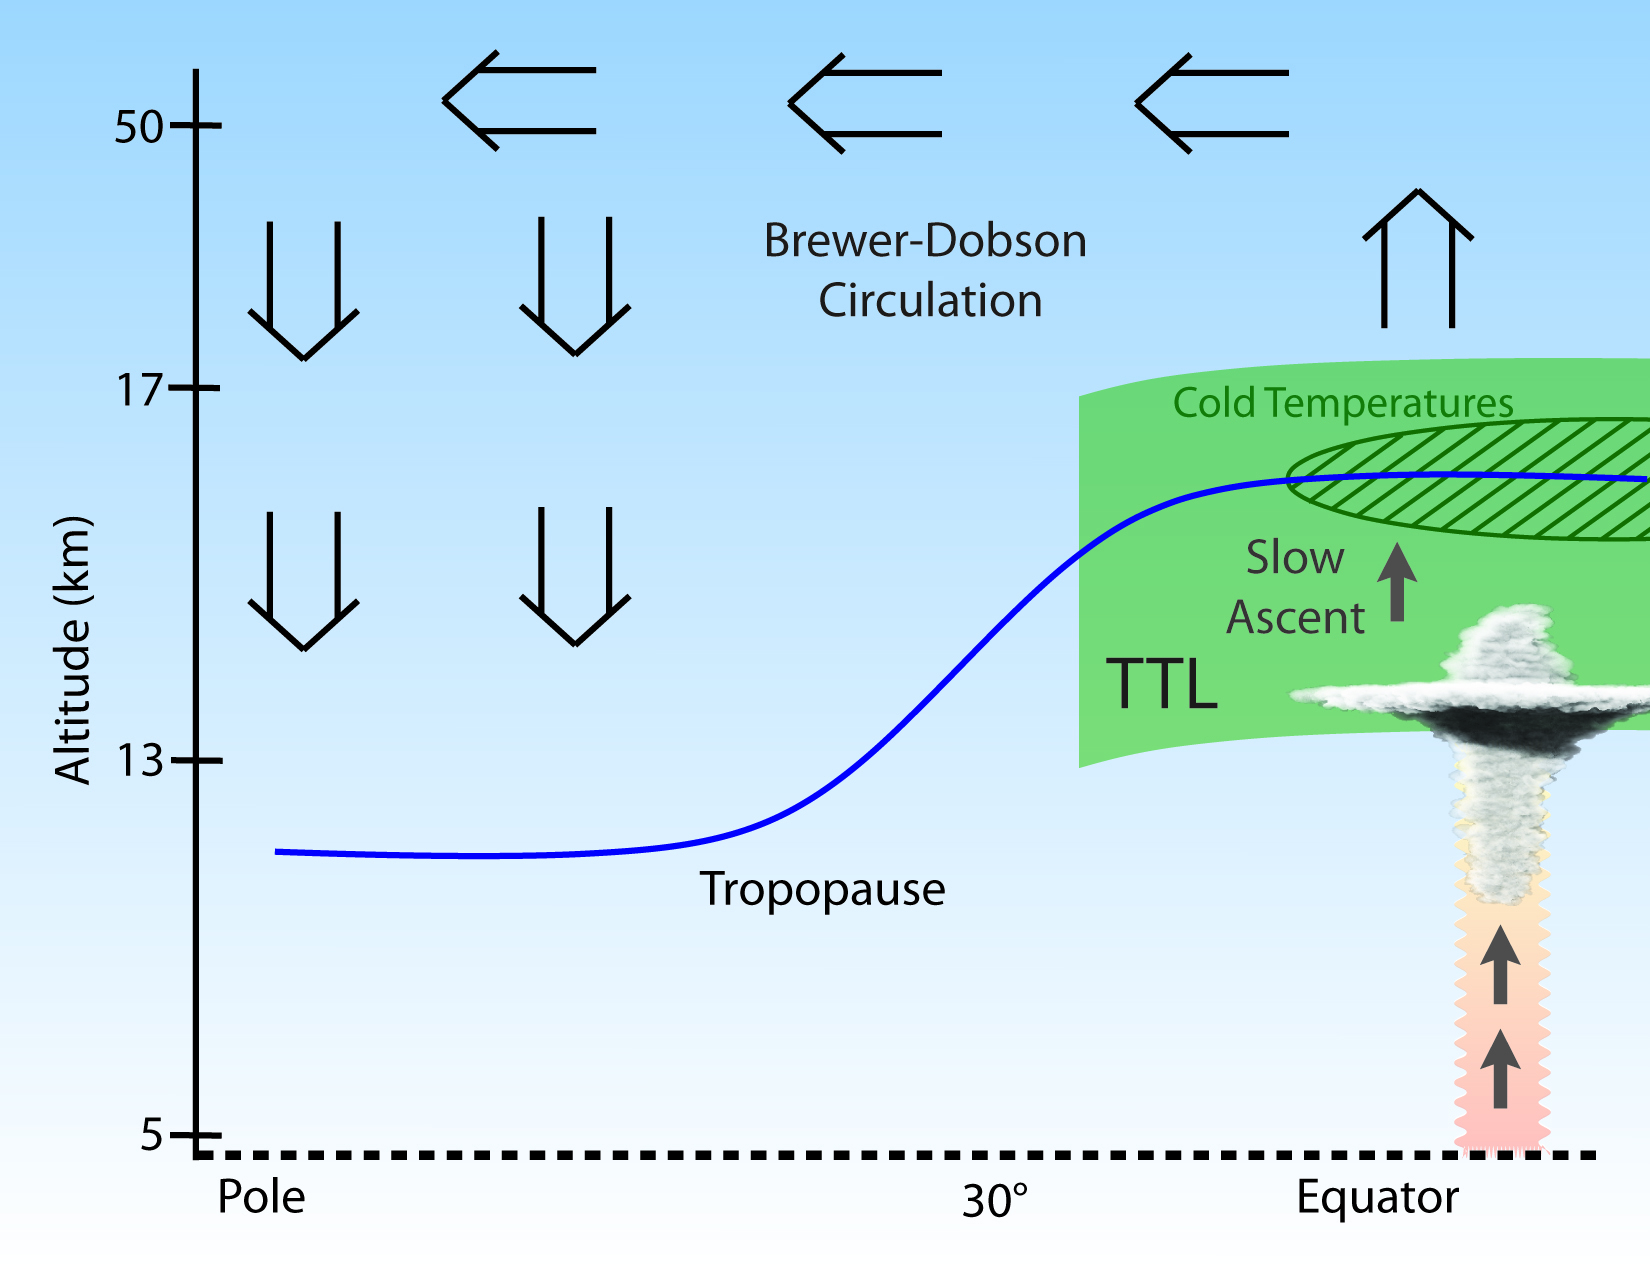 50
Brewer-Dobson
Circulation
17
Cold Temperatures
Slow
Ascent
TTL
Altitude (km)
13
Tropopause
5
Pole
30°
Equator